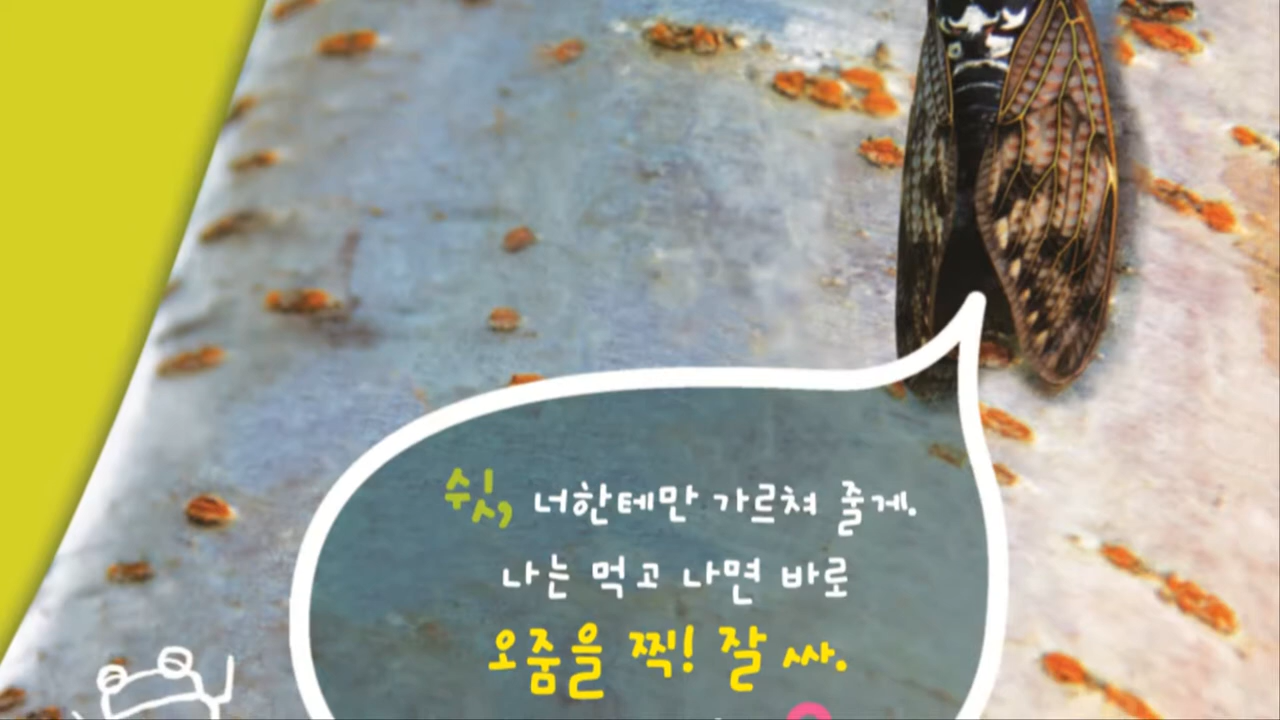 쉿, 너한테만 가르쳐 줄게.
나는 먹고 나면 바로
오줌을 찍! 잘 싸.